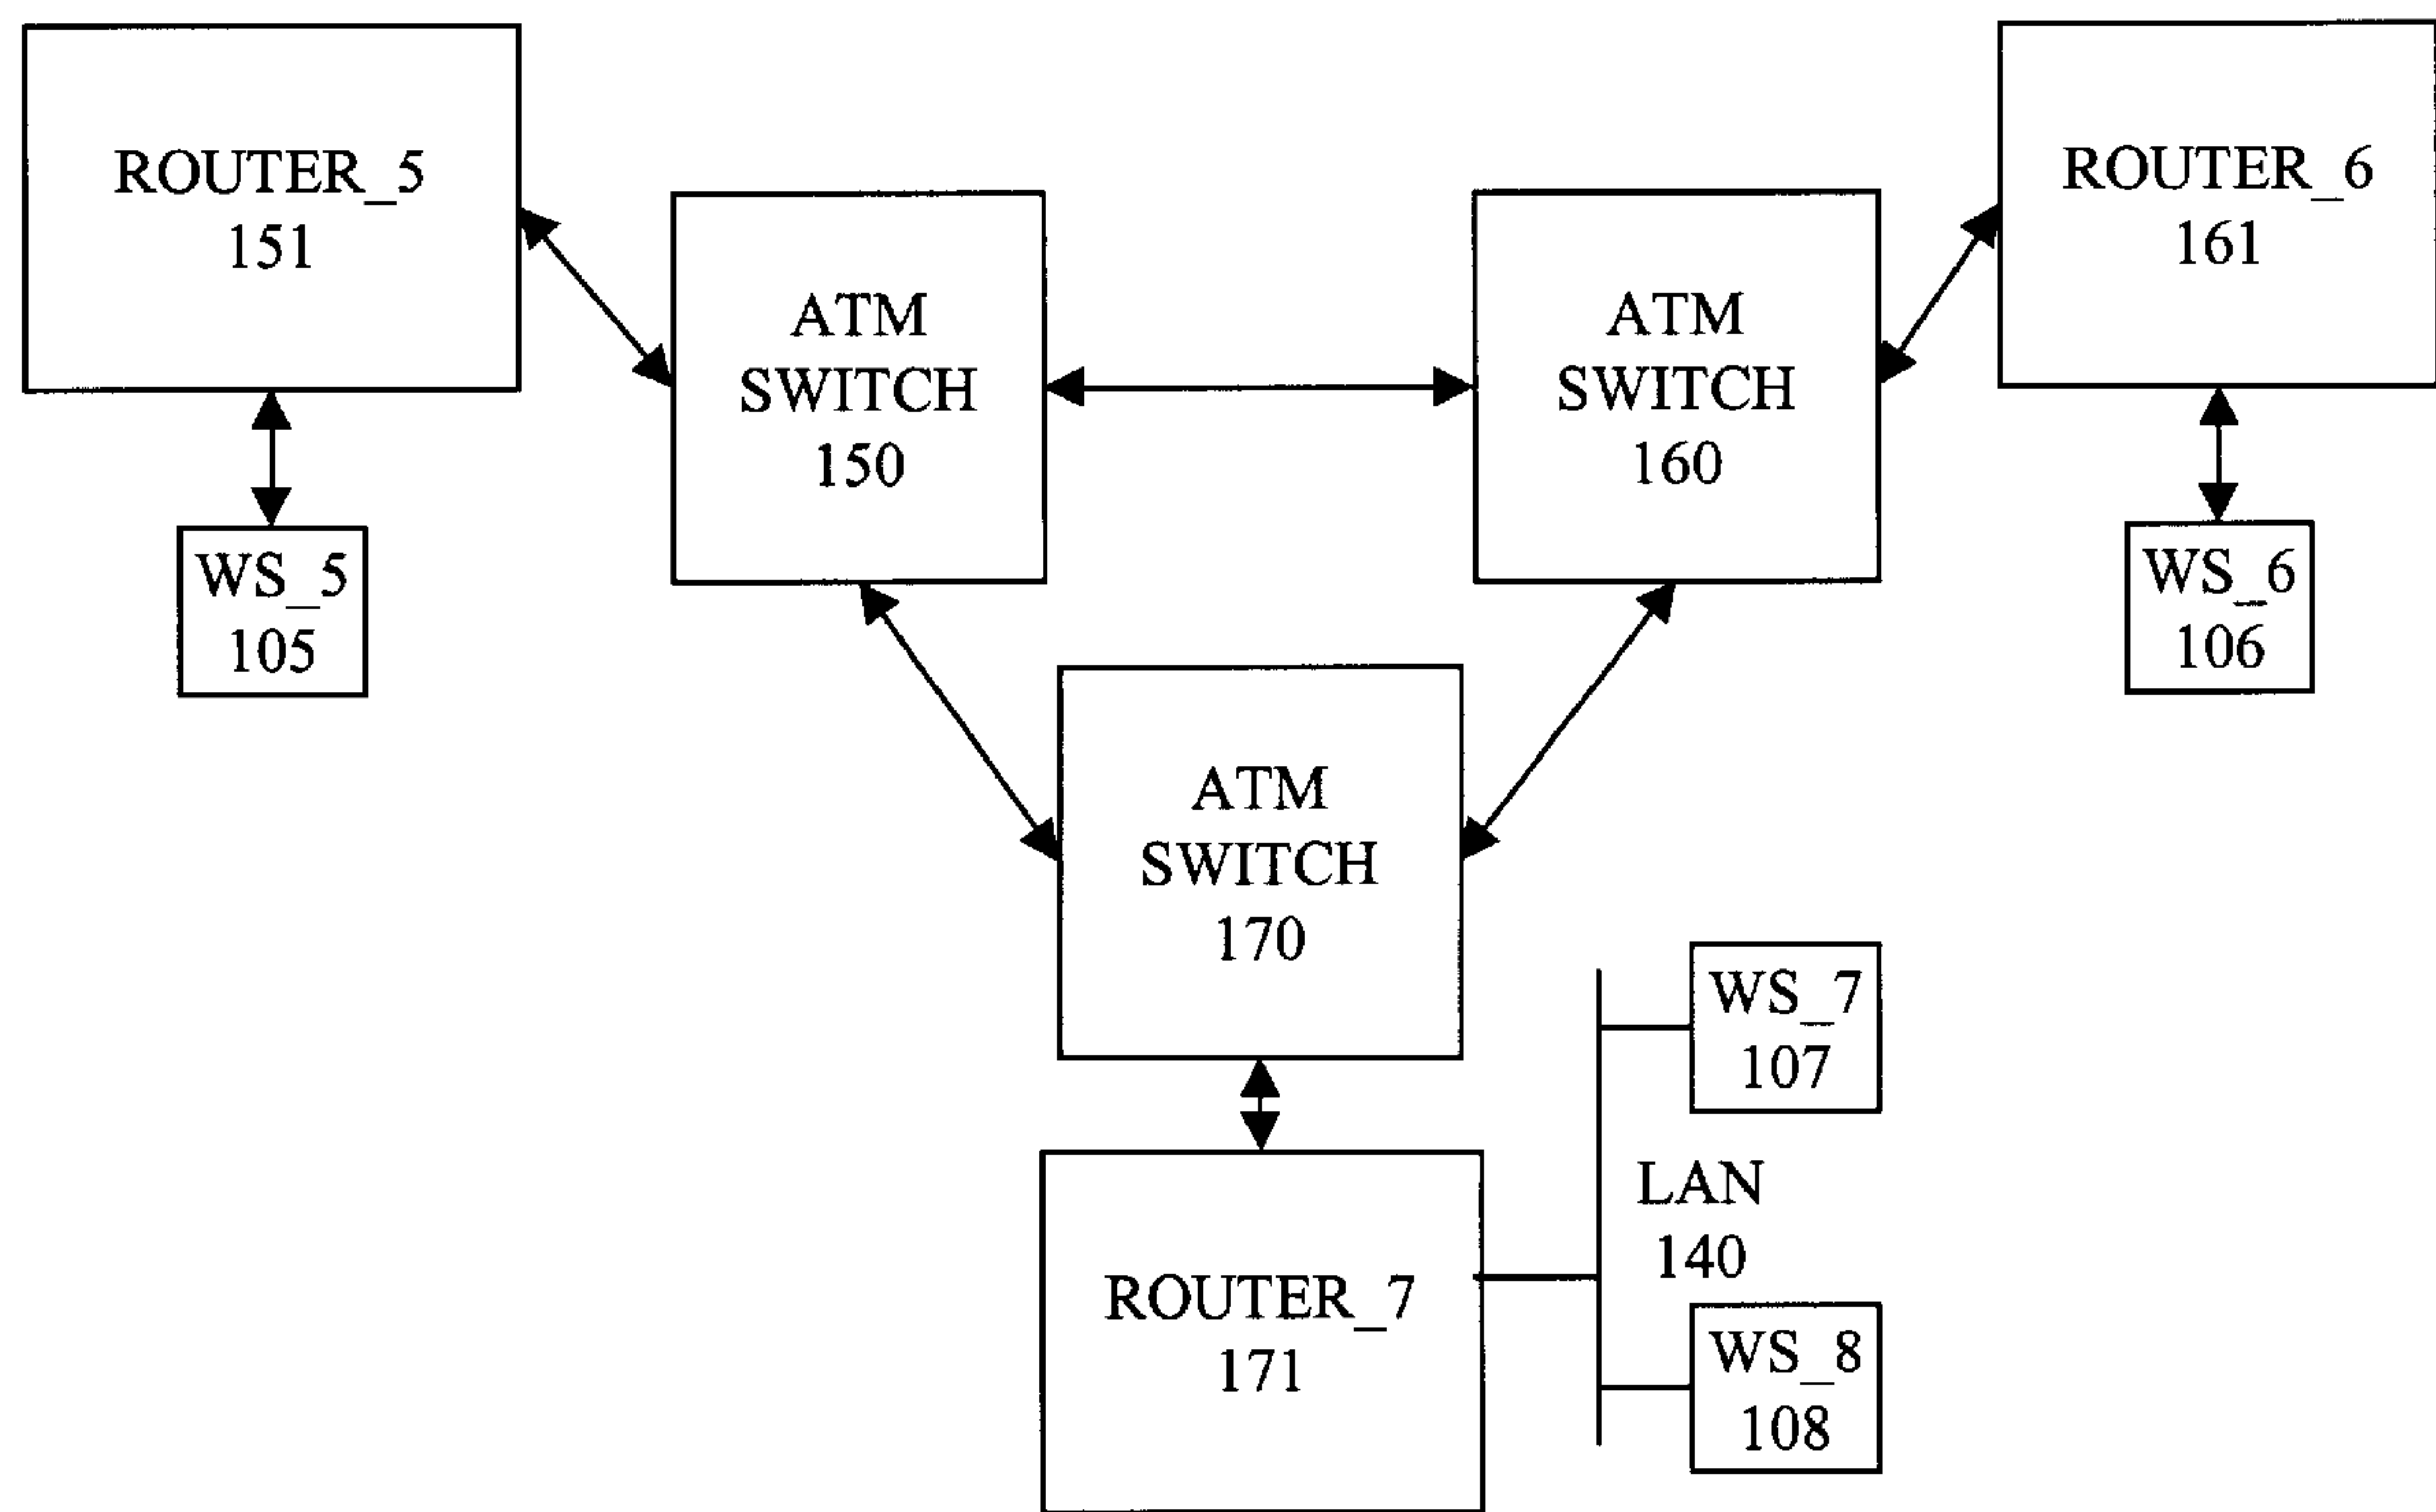 ROUTER_5
151
ROUTER_6
161
ATM
SWITCH
150
ATM
SWITCH
160
WS_5
105
WS_6
106
ATM
SWITCH
170
WS_7
107
LAN
140
ROUTER_7
171
WS_8
108